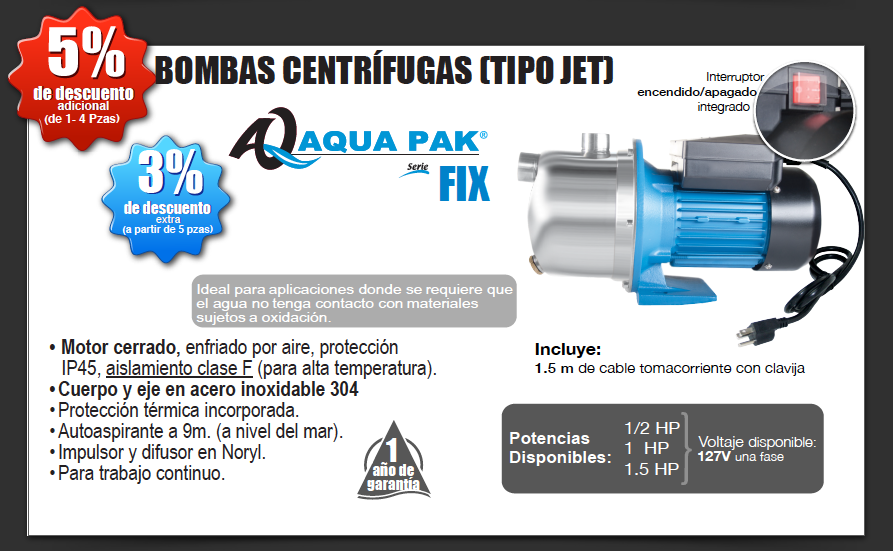 5%
de descuento
adicional
(de 1- 4 Pzas)
BOMBAS CENTRÍFUGAS (TIPO JET)
Interruptor
encendido/apagado
integrado
AQUA PAK®
Serie
FIX
3%
de descuento
extra
(a partir de 5 pzas)
Ideal para aplicaciones donde se requiere que
el agua no tenga contacto con materiales
sujetos a oxidación.
• Motor cerrado, enfriado por aire, protección
IP45, aislamiento clase F (para alta temperatura).
• Cuerpo y eje en acero inoxidable 304
• Protección térmica incorporada.
• Autoaspirante a 9m. (a nivel del mar).
• Impulsor y difusor en Noryl.
• Para trabajo continuo.
1
año de
garantía
Incluye:
1.5 m de cable tomacorriente con clavija
Potencias
Disponibles:
1/2 HP
1 HP
1.5 HP
Voltaje disponible:
127V una fase